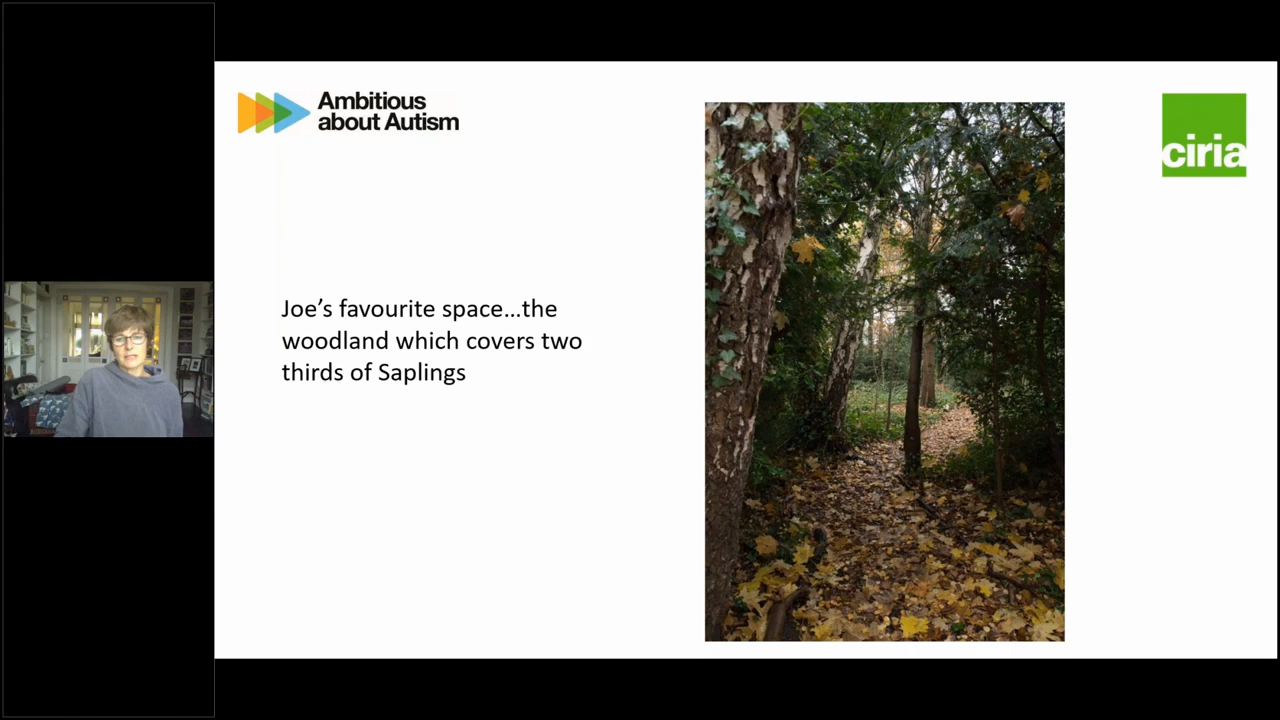 Ambitious
about Autism
ciria
Joe’s favourite space…the
woodland which covers two
thirds of Saplings